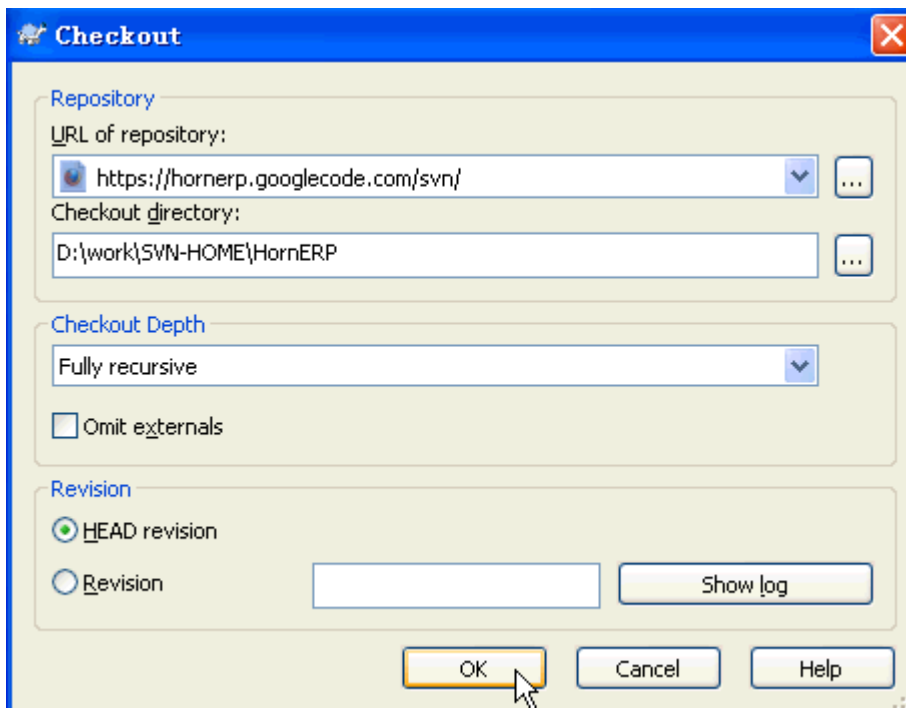 Checkout
Repository
URL of repository:
https://hornerp.googlecode.com/svn/
...
Checkout directory:
D:\work\SVN-HOME\HornERP
...
Checkout Depth
Fully recursive
Omit externals
Revision
HEAD revision
Revision
Show log
OK Cancel Help